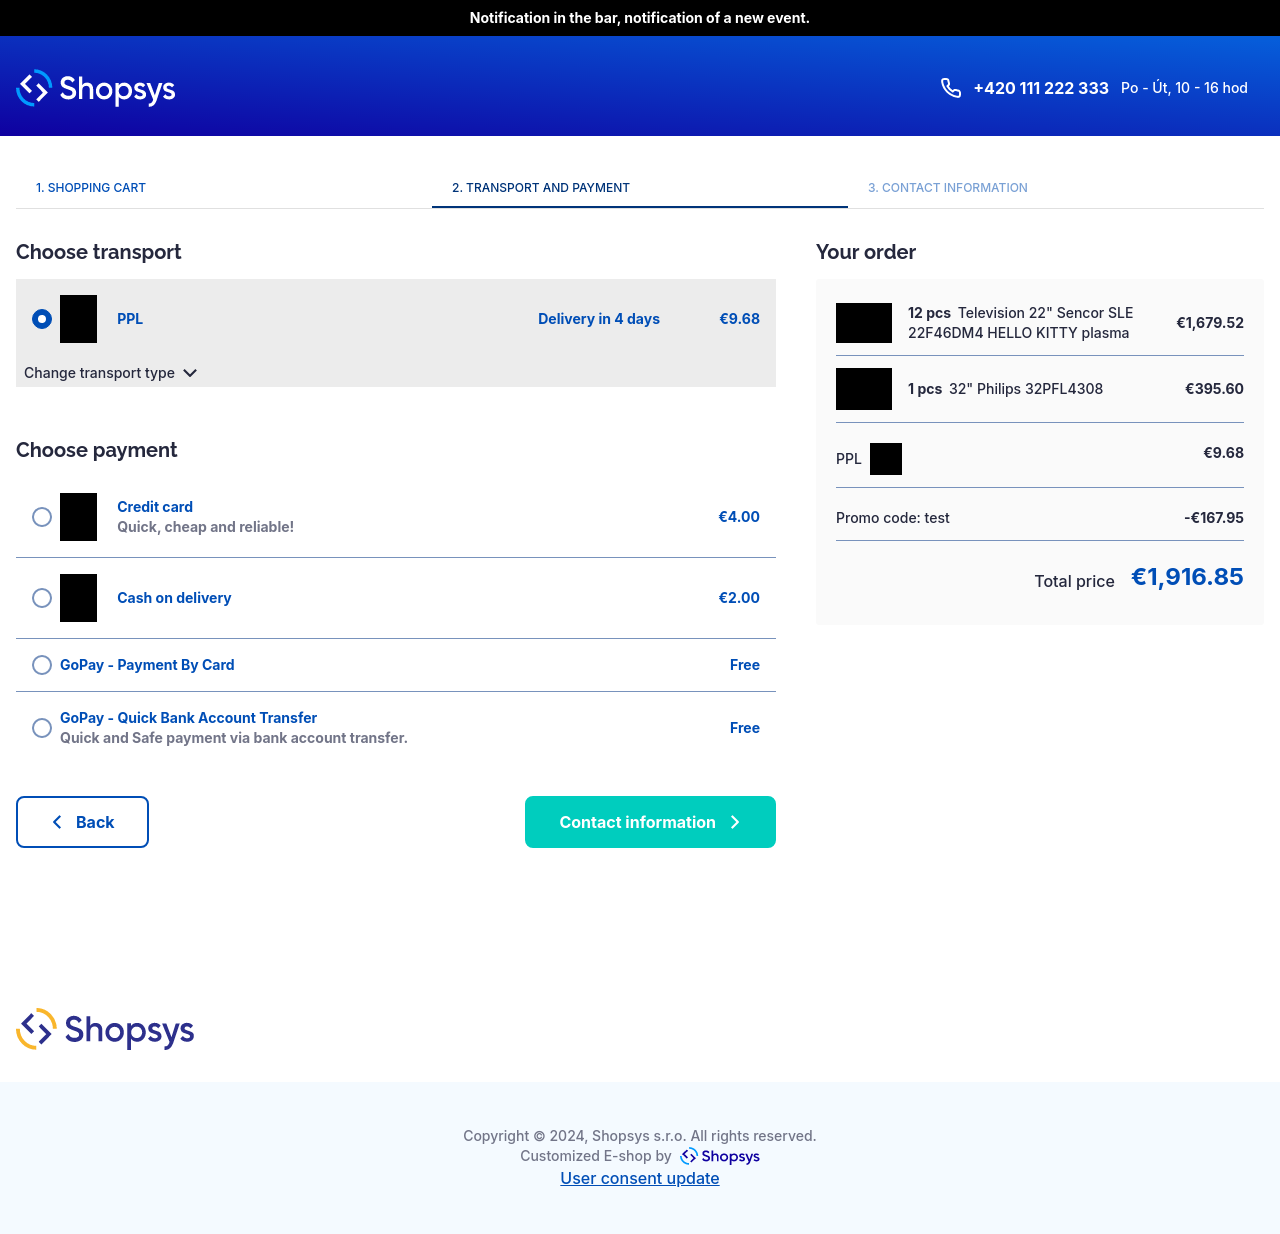 Notification in the bar, notification of a new event.
Shopsys
+420 111 222 333 Po - Út, 10 - 16 hod
1. SHOPPING CART
2. TRANSPORT AND PAYMENT
3. CONTACT INFORMATION
Choose transport
PPL Delivery in 4 days €9.68
Change transport type
Choose payment
Credit card
Quick, cheap and reliable!
€4.00
Cash on delivery €2.00
GoPay - Payment By Card Free
GoPay - Quick Bank Account Transfer
Quick and Safe payment via bank account transfer.
Free
Back
Contact information
Your order
12 pcs Television 22" Sencor SLE
22F46DM4 HELLO KITTY plasma
€1,679.52
1 pcs 32" Philips 32PFL4308 €395.60
PPL €9.68
Promo code: test -€167.95
Total price €1,916.85
Shopsys
Copyright © 2024, Shopsys s.r.o. All rights reserved.
Customized E-shop by Shopsys
User consent update